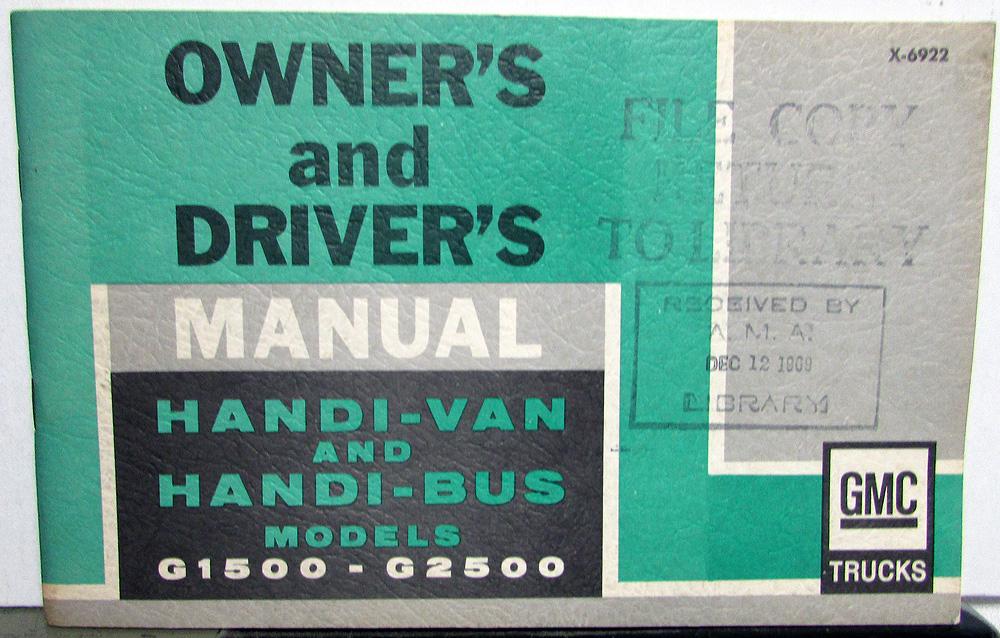 OWNER'S
and
DRIVER'S
MANUAL
HANDI-VAN
AND
HANDI-BUS
MODELS
G1500 - G2500
X-6922
FILE COPY
TO LIBRARY
RECEIVED BY
A. M. A.
DEC 12 1969
LIBRARY
GMC
TRUCKS